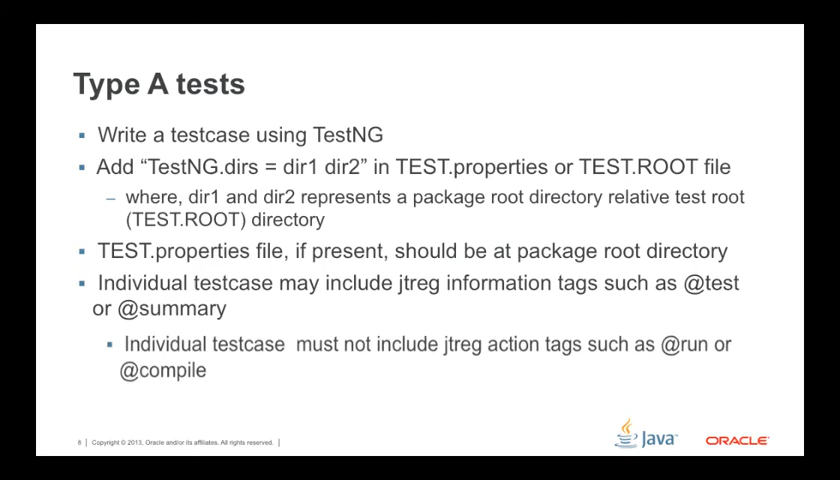 Type A tests
▪ Write a testcase using TestNG
▪ Add “TestNG.dirs = dir1 dir2” in TEST.properties or TEST.ROOT file
– where, dir1 and dir2 represents a package root directory relative test root
(TEST.ROOT) directory
▪ TEST.properties file, if present, should be at package root directory
▪ Individual testcase may include jtreg information tags such as @test
or @summary
▪ Individual testcase must not include jtreg action tags such as @run or
@compile
8 | Copyright © 2013, Oracle and/or its affiliates. All rights reserved. |
Java™
ORACLE